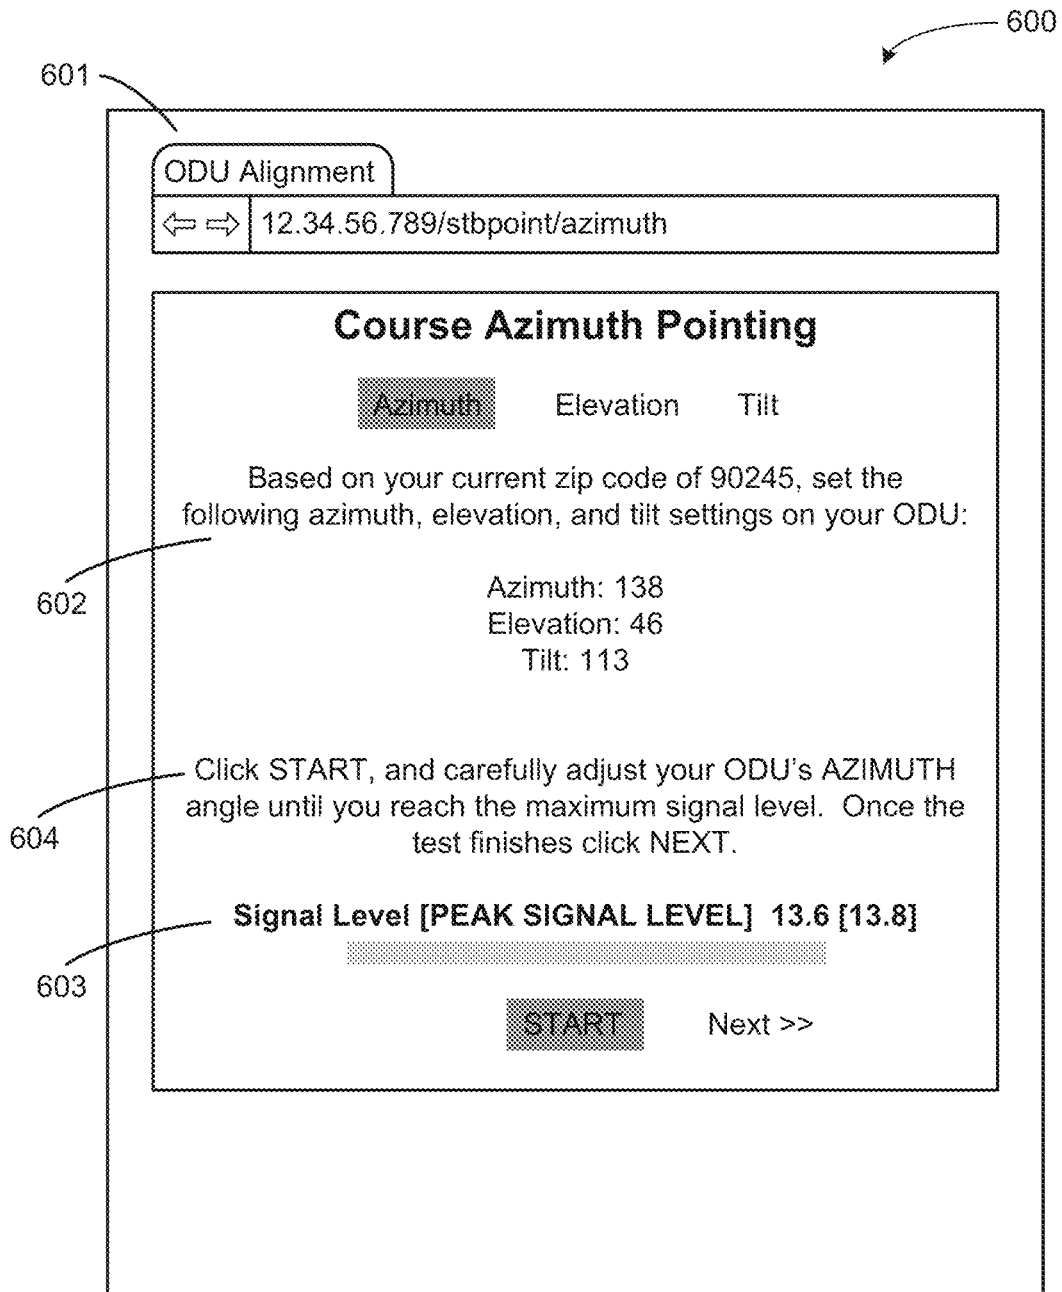 600
601
ODU Alignment
12.34.56.789/stbpoint/azimuth
Course Azimuth Pointing
Azimuth Elevation Tilt
Based on your current zip code of 90245, set the
following azimuth, elevation, and tilt settings on your ODU:
602
Azimuth: 138
Elevation: 46
Tilt: 113
Click START, and carefully adjust your ODU's AZIMUTH
angle until you reach the maximum signal level. Once the
test finishes click NEXT.
604
Signal Level [PEAK SIGNAL LEVEL] 13.6 [13.8]
603
START Next >>